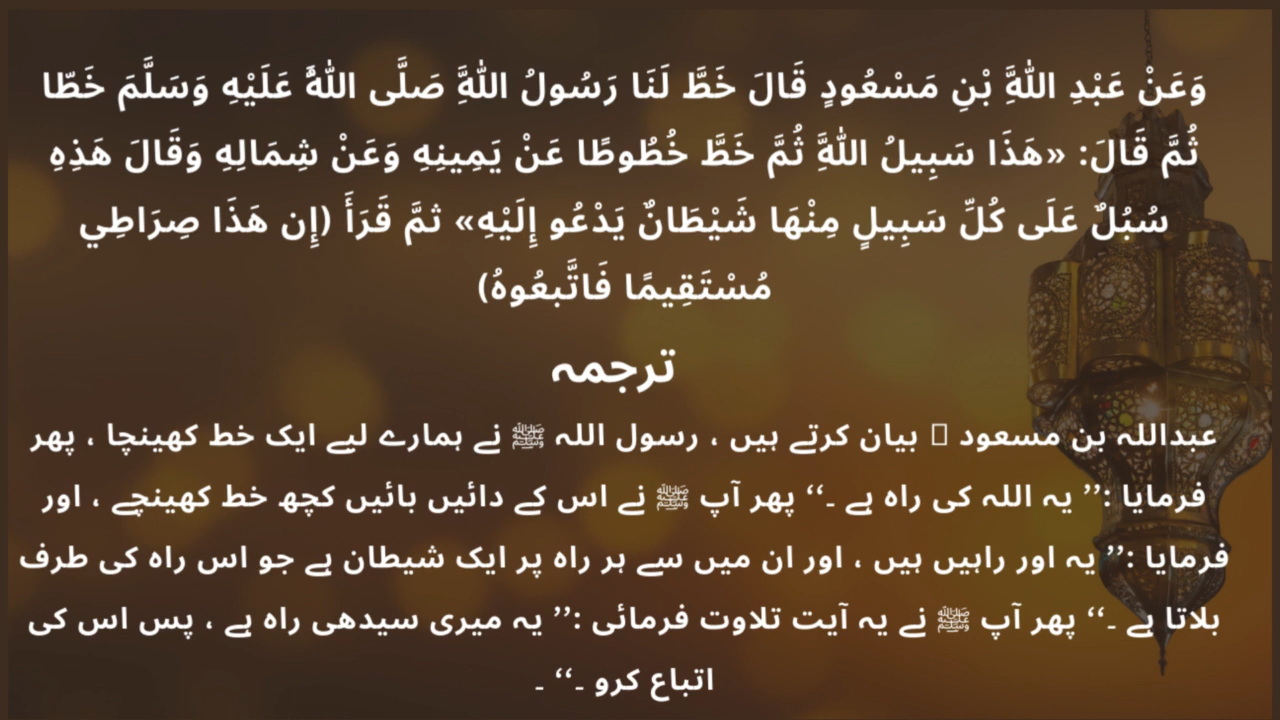 وَعَنْ عَبْدِ اللَّهِ بْنِ مَسْعُودٍ قَالَ خَطَّ لَنَا رَسُولُ اللَّهِ صَلَّى اللَّهُ عَلَيْهِ وَسَلَّمَ خَطّا
ثُمَّ قَالَ: «هَذَا سَبِيلُ اللَّهِ ثُمَّ خَطَّ خُطُوطًا عَنْ يَمِينِهِ وَعَنْ شِمَالِهِ وَقَالَ هَذِهِ
سُبُلٌ عَلَى كُلِّ سَبِيلٍ مِنْهَا شَيْطَانٌ يَدْعُو إِلَيْهِ» ثمَّ قَرَأَ (إِن هَذَا صِرَاطِي
مُسْتَقِيمًا فَاتَّبعُوهُ)
ترجمہ
عبداللہ بن مسعود بیان کرتے ہیں ، رسول اللہ ﷺ نے ہمارے لیے ایک خط کھینچا ، پھر
فرمایا :’’ یہ اللہ کی راہ ہے ۔‘‘ پھر آپ ﷺ نے اس کے دائیں بائیں کچھ خط کھینچے ، اور
فرمایا :’’ یہ اور راہیں ہیں ، اور ان میں سے ہر راہ پر ایک شیطان ہے جو اس راہ کی طرف
بلاتا ہے ۔‘‘ پھر آپ ﷺ نے یہ آیت تلاوت فرمائی :’’ یہ میری سیدھی راہ ہے ، پس اس کی
اتباع کرو ۔‘‘ ۔